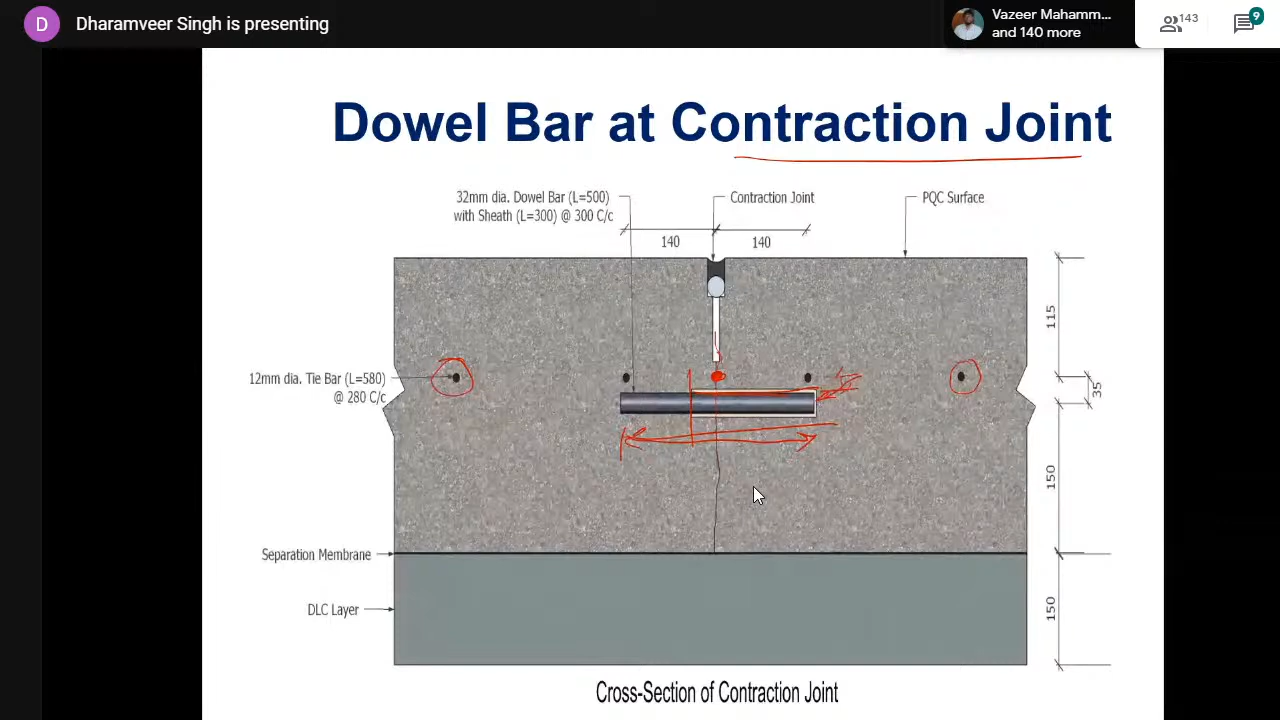 D Dharamveer Singh is presenting
Vazeer Mahamm...
and 140 more
143
9
Dowel Bar at Contraction Joint
32mm dia. Dowel Bar (L=500)
with Sheath (L=300) @ 300 C/c
Contraction Joint
PQC Surface
140
140
115
12mm dia. Tie Bar (L=580)
@ 280 C/c
35
150
Separation Membrane
DLC Layer
150
Cross-Section of Contraction Joint